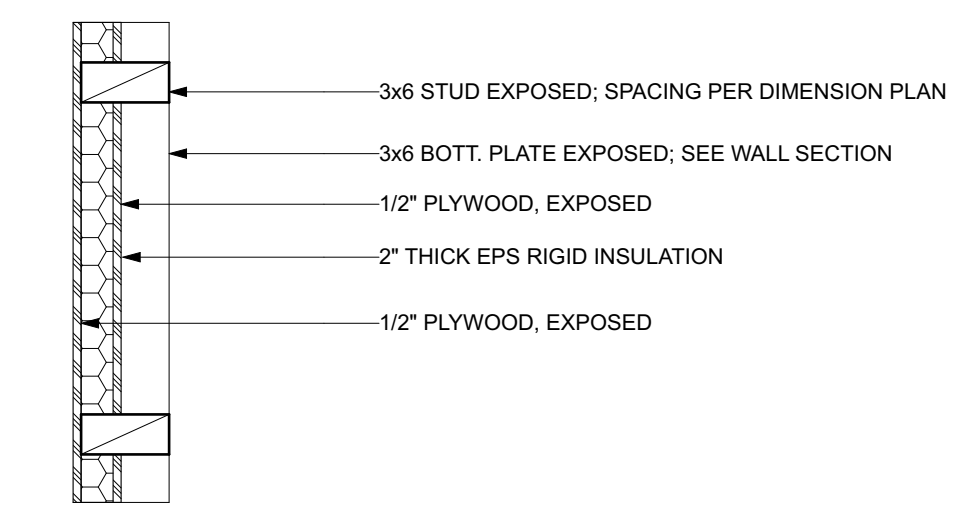 3x6 STUD EXPOSED; SPACING PER DIMENSION PLAN
3x6 BOTT. PLATE EXPOSED; SEE WALL SECTION
1/2" PLYWOOD, EXPOSED
2" THICK EPS RIGID INSULATION
1/2" PLYWOOD, EXPOSED